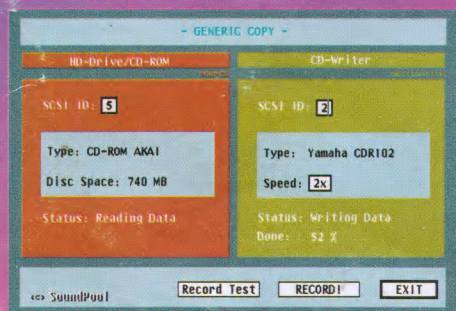 - GENERIC COPY -
HD-Drive/CD-ROM
SCSI ID: 5
Type: CD-ROM AKAI
Disc Space: 740 MB
Status: Reading Data
CD-Writer
SCSI ID: 2
Type: Yamaha CDR102
Speed: 2x
Status: Writing Data
Done: 52 %
(c) SoundPool
Record Test
RECORD!
EXIT